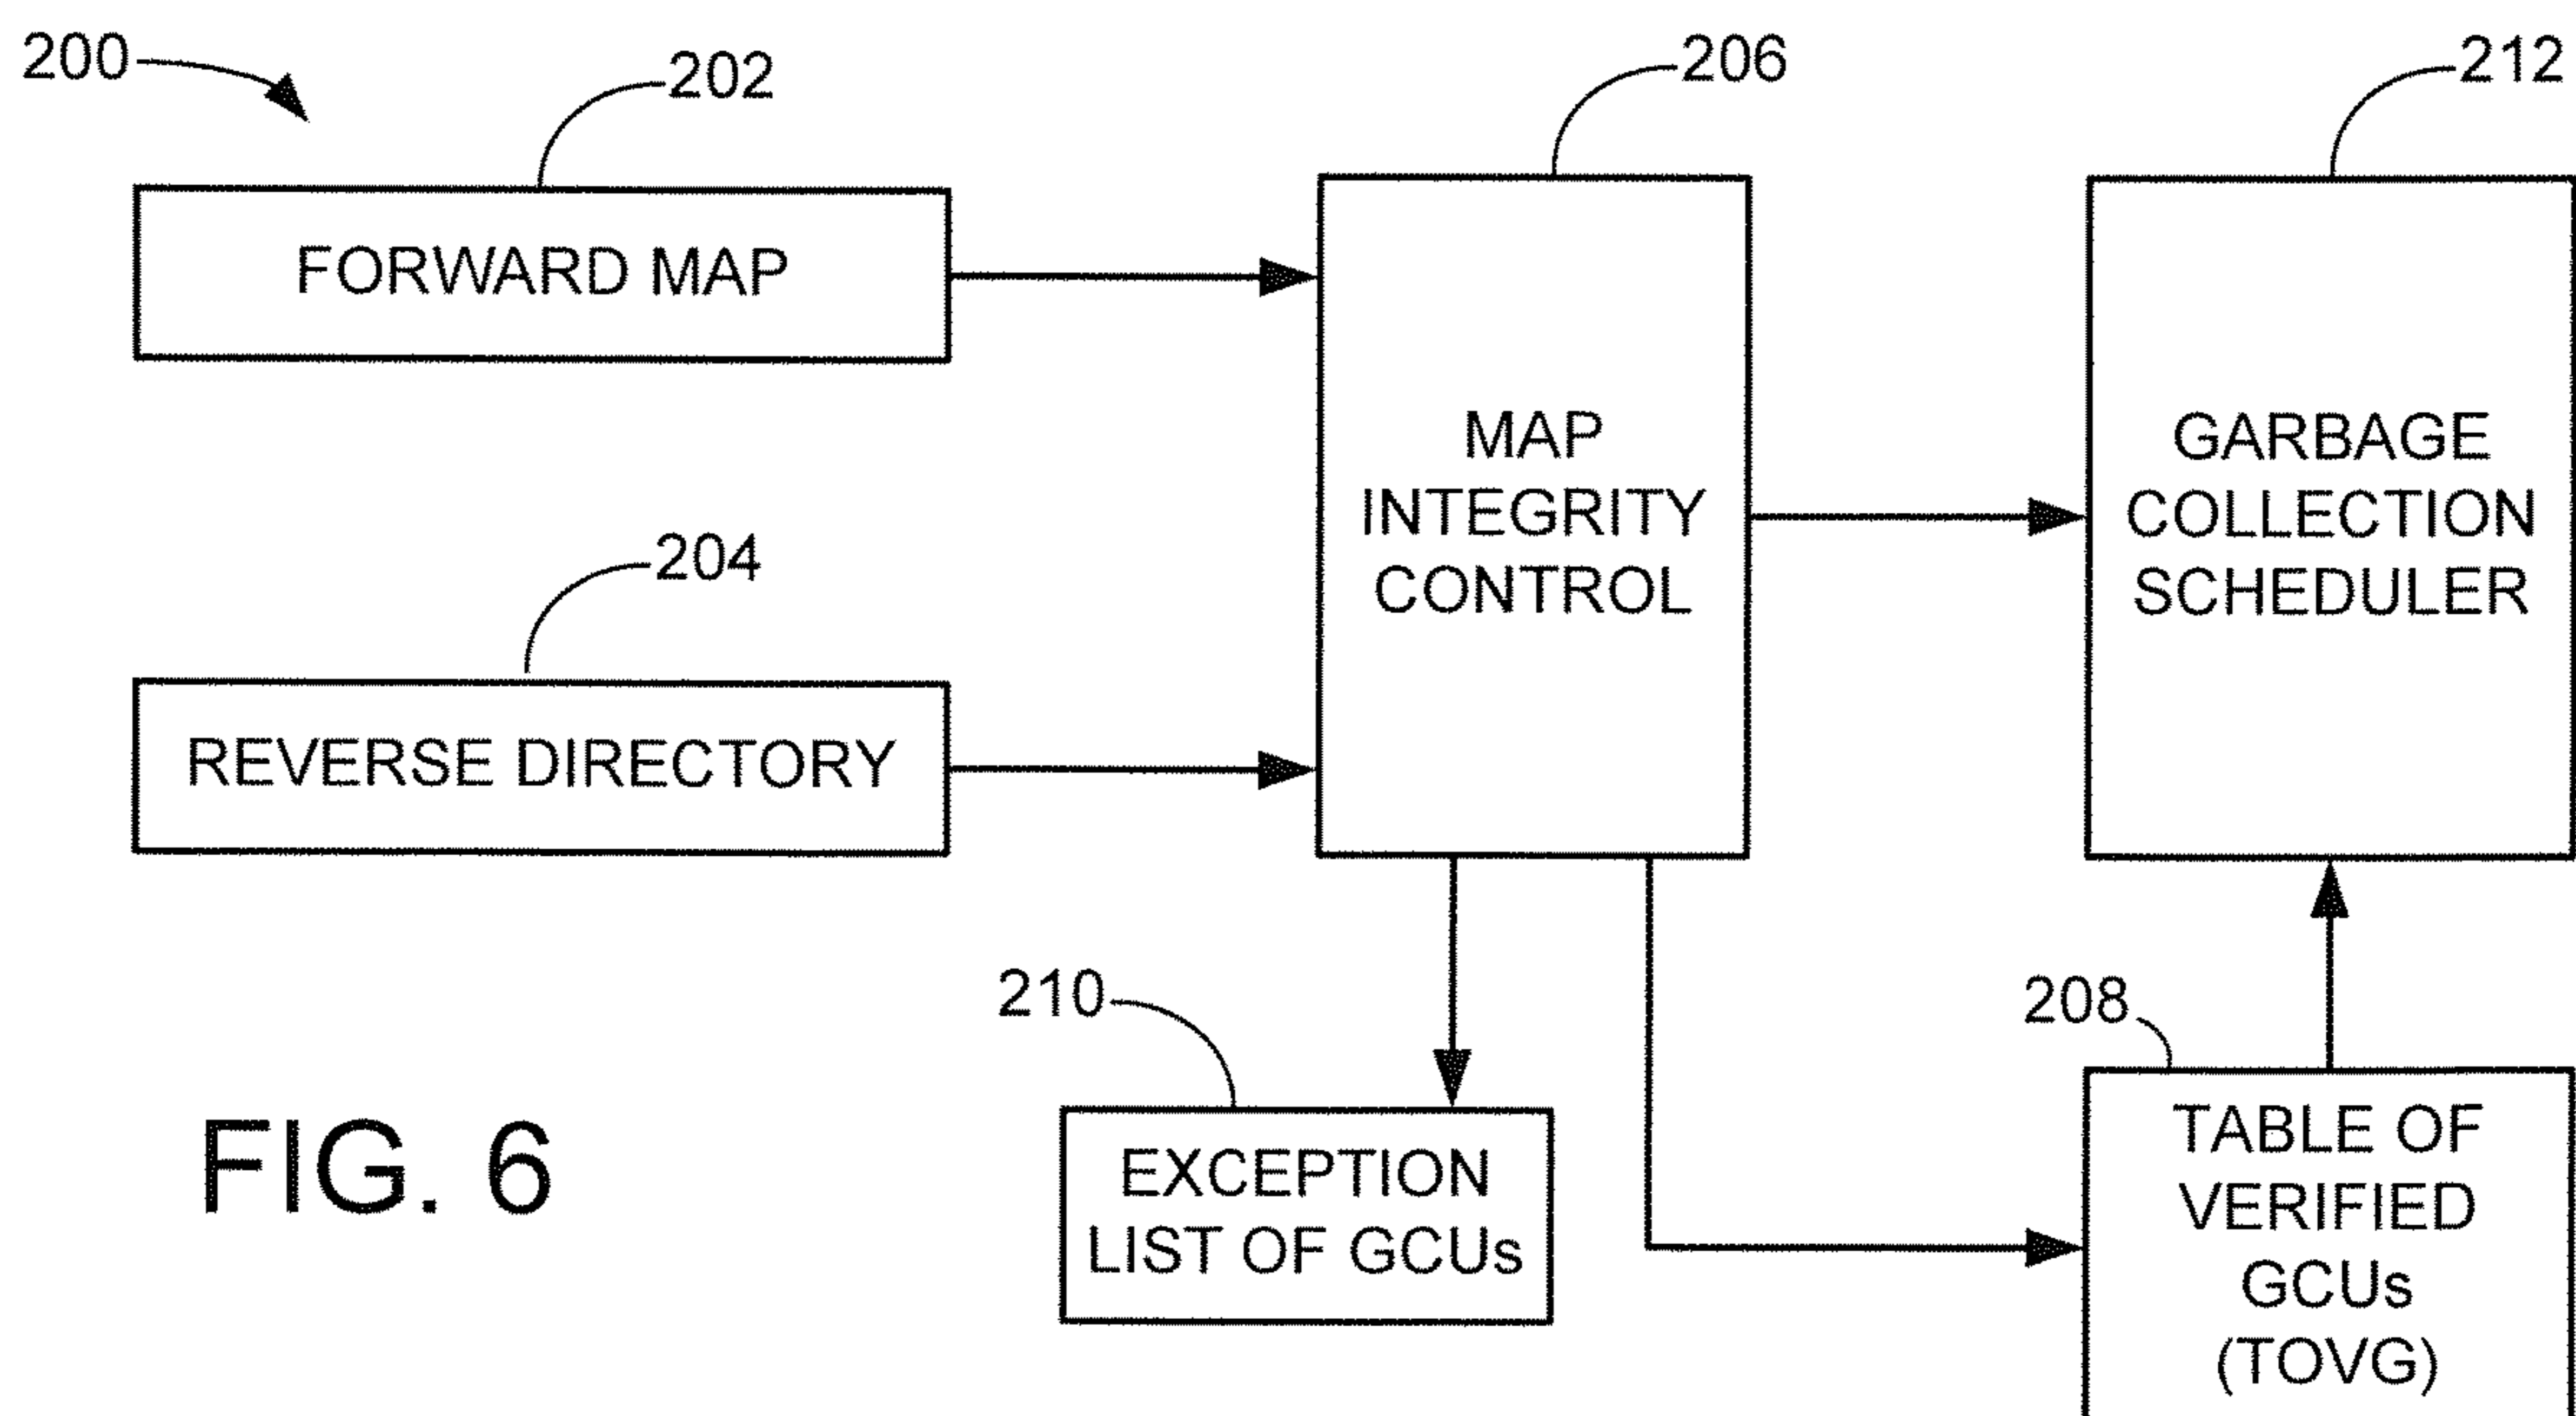 200
202
206
212
FORWARD MAP
MAP
INTEGRITY
CONTROL
GARBAGE
COLLECTION
SCHEDULER
204
REVERSE DIRECTORY
210
208
EXCEPTION
LIST OF GCUs
TABLE OF
VERIFIED
GCUs
(TOVG)
FIG. 6